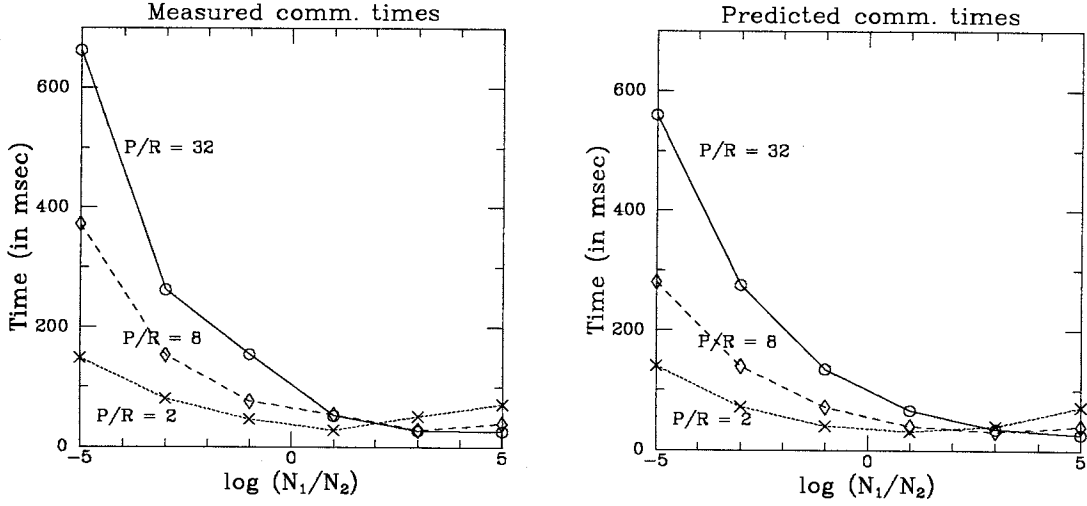 Measured comm. times
600
400
200
0
Time (in msec)
P/R = 32
P/R = 8
P/R = 2
−5
0
5
log (N₁/N₂)
Predicted comm. times
600
400
200
0
Time (in msec)
P/R = 32
P/R = 8
P/R = 2
−5
0
5
log (N₁/N₂)